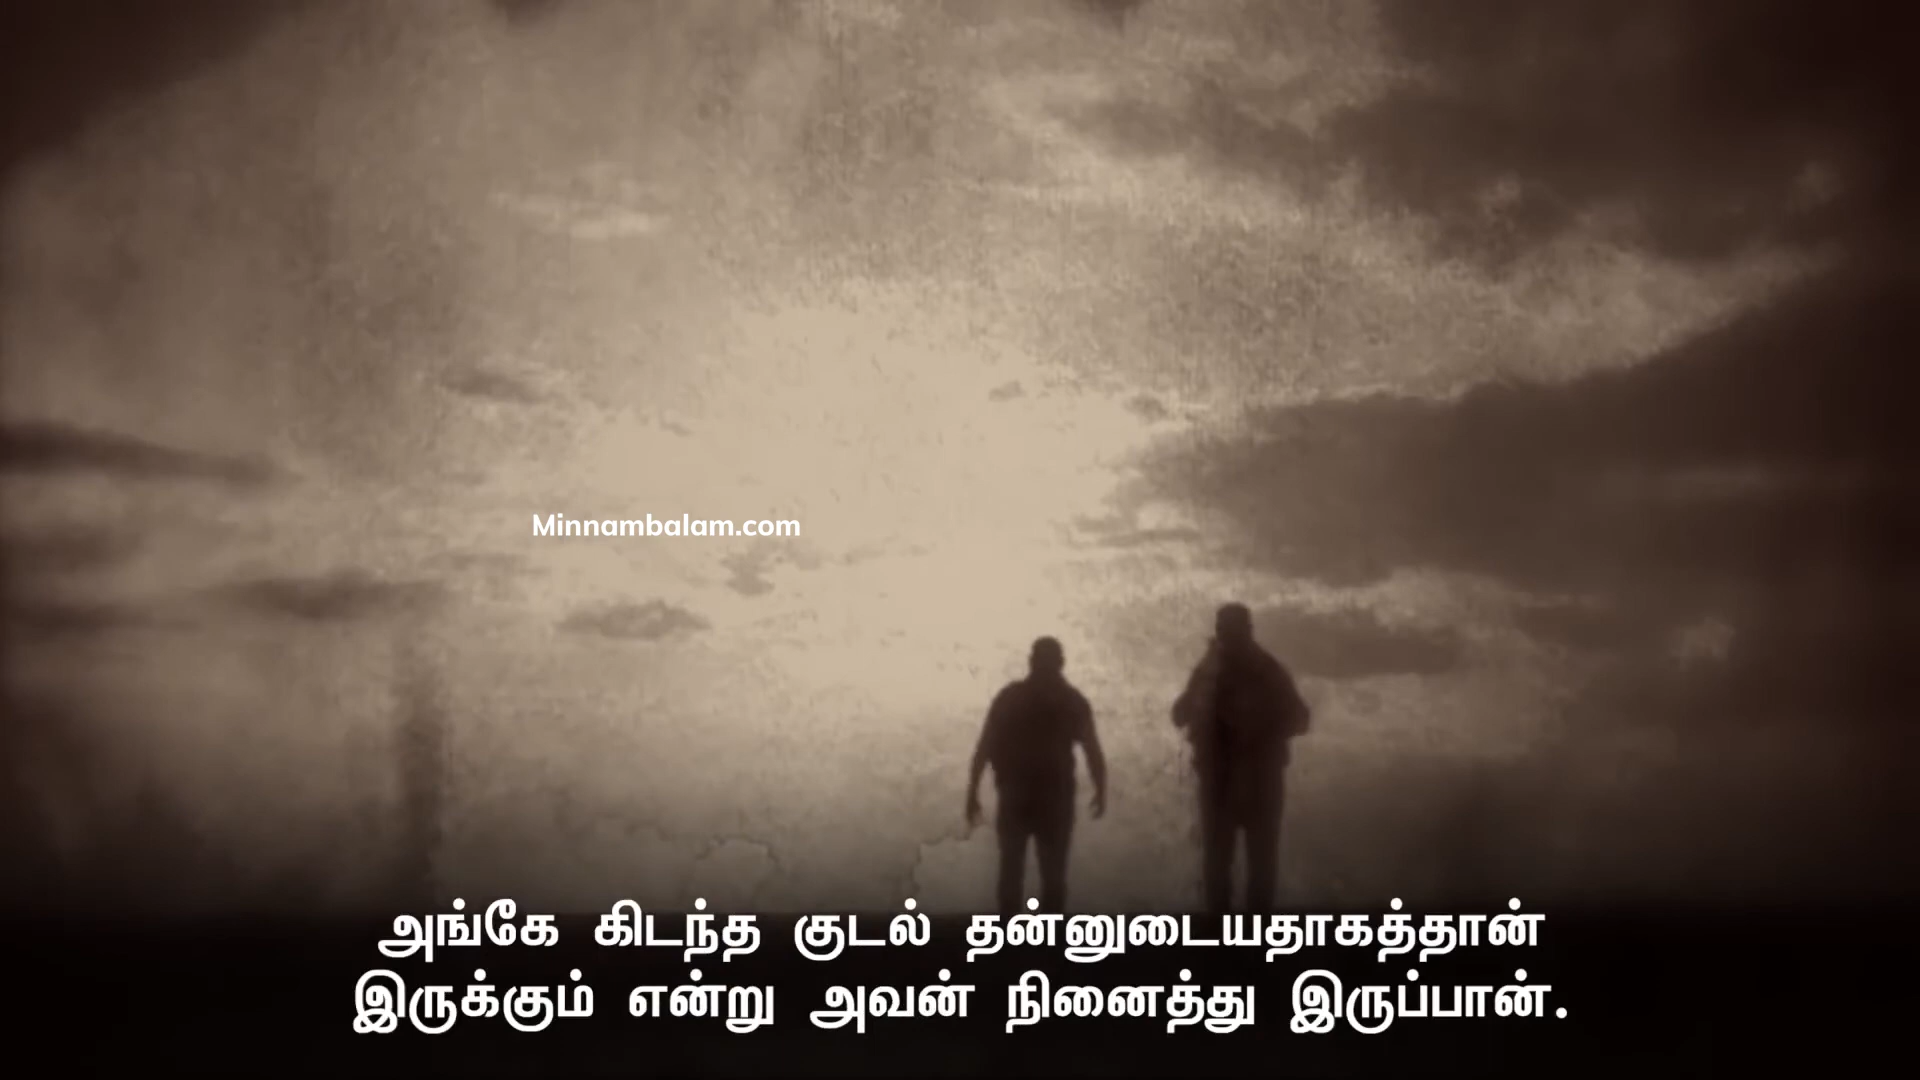 Minnambalam.com
அங்கே கிடந்த குடல் தன்னுடையதாகத்தான்
இருக்கும் என்று அவன் நினைத்து இருப்பான்.